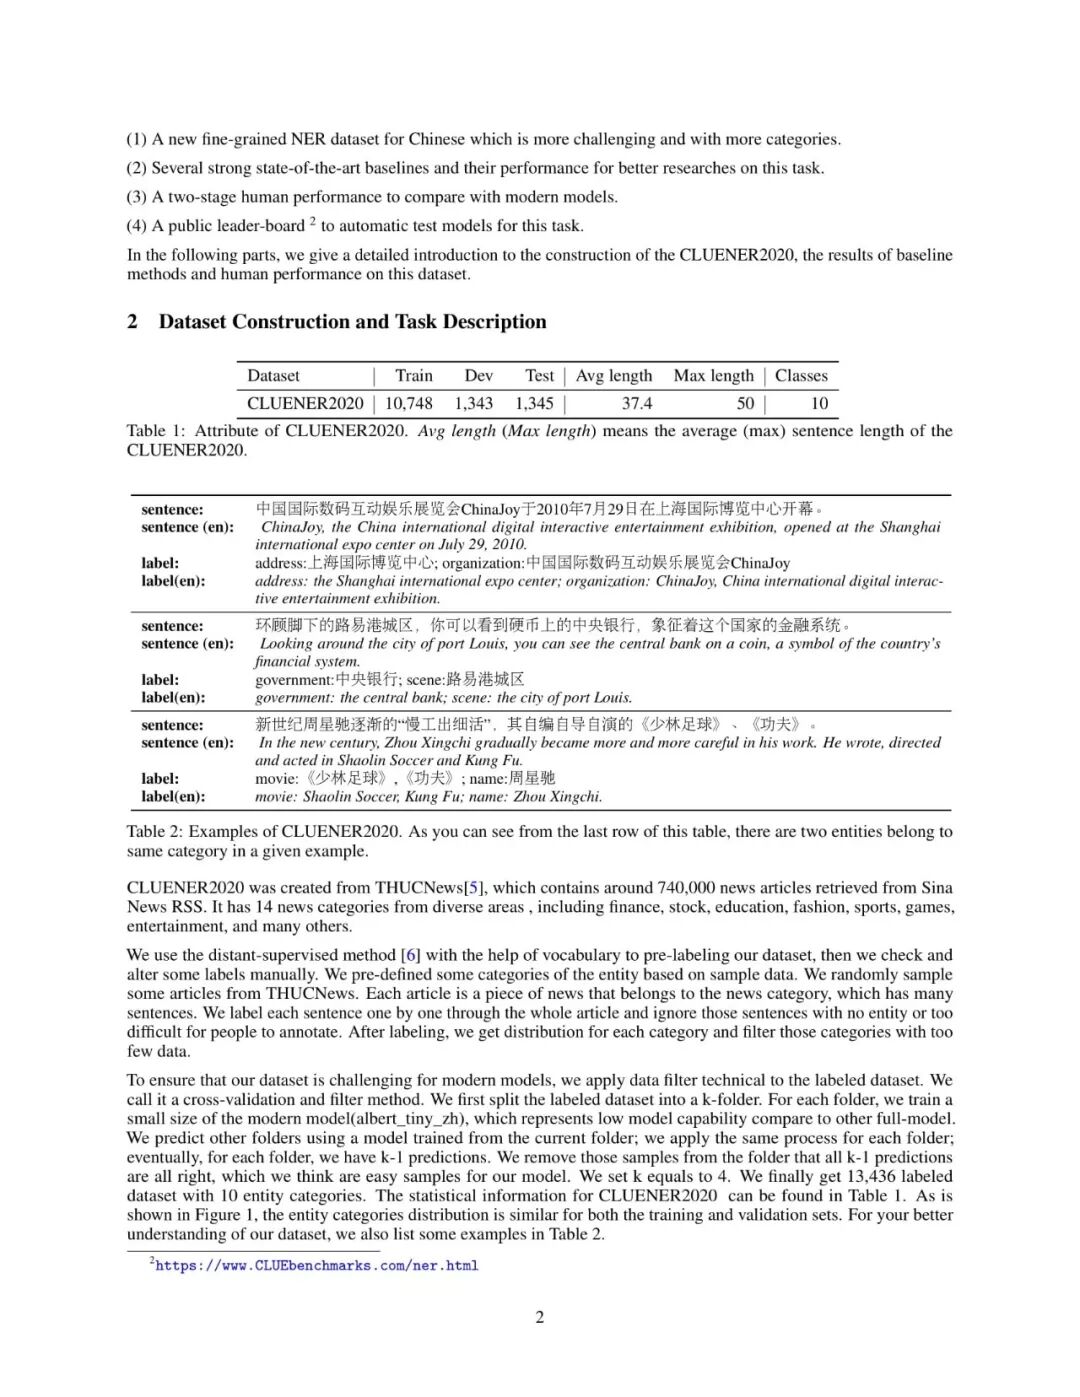 (1) A new fine-grained NER dataset for Chinese which is more challenging and with more categories.
(2) Several strong state-of-the-art baselines and their performance for better researches on this task.
(3) A two-stage human performance to compare with modern models.
(4) A public leader-board 2 to automatic test models for this task.
In the following parts, we give a detailed introduction to the construction of the CLUENER2020, the results of baseline
methods and human performance on this dataset.
2 Dataset Construction and Task Description
Dataset | Train Dev Test | Avg length Max length | Classes
CLUENER2020 | 10,748 1,343 1,345 | 37.4 50 | 10
Table 1: Attribute of CLUENER2020. Avg length (Max length) means the average (max) sentence length of the
CLUENER2020.
sentence: 中国国际数码互动娱乐展览会ChinaJoy于2010年7月29日在上海国际博览中心开幕。
sentence (en): ChinaJoy, the China international digital interactive entertainment exhibition, opened at the Shanghai
international expo center on July 29, 2010.
label: address:上海国际博览中心; organization:中国国际数码互动娱乐展览会ChinaJoy
label(en): address: the Shanghai international expo center; organization: ChinaJoy, China international digital interac-
tive entertainment exhibition.
sentence: 环顾脚下的路易港城区，你可以看到硬币上的中央银行，象征着这个国家的金融系统。
sentence (en): Looking around the city of port Louis, you can see the central bank on a coin, a symbol of the country's
financial system.
label: government:中央银行; scene:路易港城区
label(en): government: the central bank; scene: the city of port Louis.
sentence: 新世纪周星驰逐渐的“慢工出细活”，其自编自导自演的《少林足球》、《功夫》。
sentence (en): In the new century, Zhou Xingchi gradually became more and more careful in his work. He wrote, directed
and acted in Shaolin Soccer and Kung Fu.
label: movie:《少林足球》,《功夫》; name:周星驰
label(en): movie: Shaolin Soccer, Kung Fu; name: Zhou Xingchi.
Table 2: Examples of CLUENER2020. As you can see from the last row of this table, there are two entities belong to
same category in a given example.
CLUENER2020 was created from THUCNews[5], which contains around 740,000 news articles retrieved from Sina
News RSS. It has 14 news categories from diverse areas , including finance, stock, education, fashion, sports, games,
entertainment, and many others.
We use the distant-supervised method [6] with the help of vocabulary to pre-labeling our dataset, then we check and
alter some labels manually. We pre-defined some categories of the entity based on sample data. We randomly sample
some articles from THUCNews. Each article is a piece of news that belongs to the news category, which has many
sentences. We label each sentence one by one through the whole article and ignore those sentences with no entity or too
difficult for people to annotate. After labeling, we get distribution for each category and filter those categories with too
few data.
To ensure that our dataset is challenging for modern models, we apply data filter technical to the labeled dataset. We
call it a cross-validation and filter method. We first split the labeled dataset into a k-folder. For each folder, we train a
small size of the modern model(albert_tiny_zh), which represents low model capability compare to other full-model.
We predict other folders using a model trained from the current folder; we apply the same process for each folder;
eventually, for each folder, we have k-1 predictions. We remove those samples from the folder that all k-1 predictions
are all right, which we think are easy samples for our model. We set k equals to 4. We finally get 13,436 labeled
dataset with 10 entity categories. The statistical information for CLUENER2020 can be found in Table 1. As is
shown in Figure 1, the entity categories distribution is similar for both the training and validation sets. For your better
understanding of our dataset, we also list some examples in Table 2.
2https://www.CLUEbenchmarks.com/ner.html
2